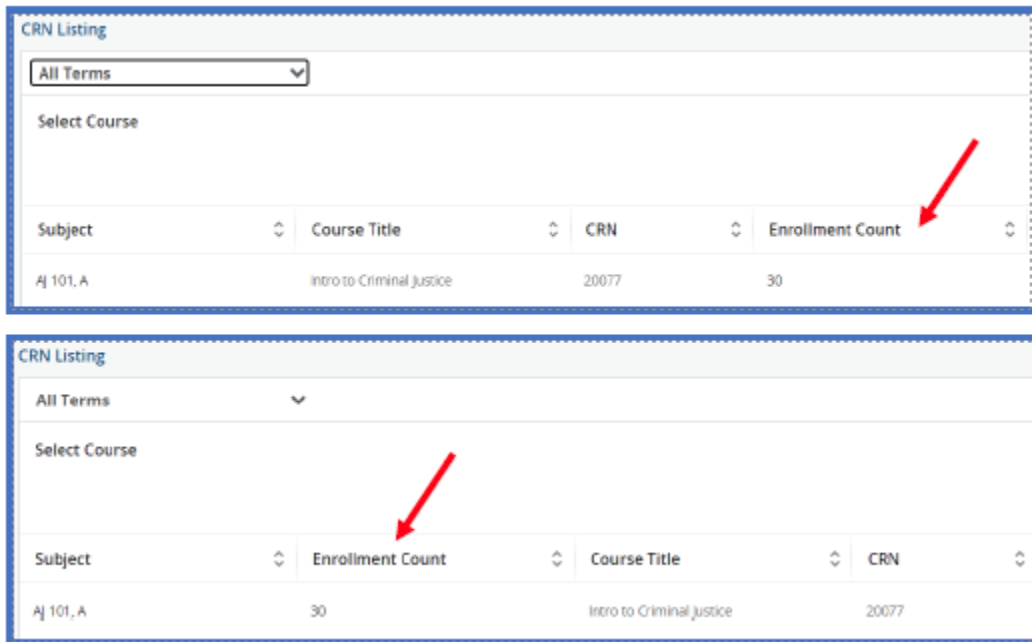 CRN Listing
All Terms
Select Course
Subject Course Title CRN Enrollment Count
AJ 101, A Intro to Criminal Justice 20077 30
CRN Listing
All Terms
Select Course
Subject Enrollment Count Course Title CRN
AJ 101, A 30 Intro to Criminal Justice 20077